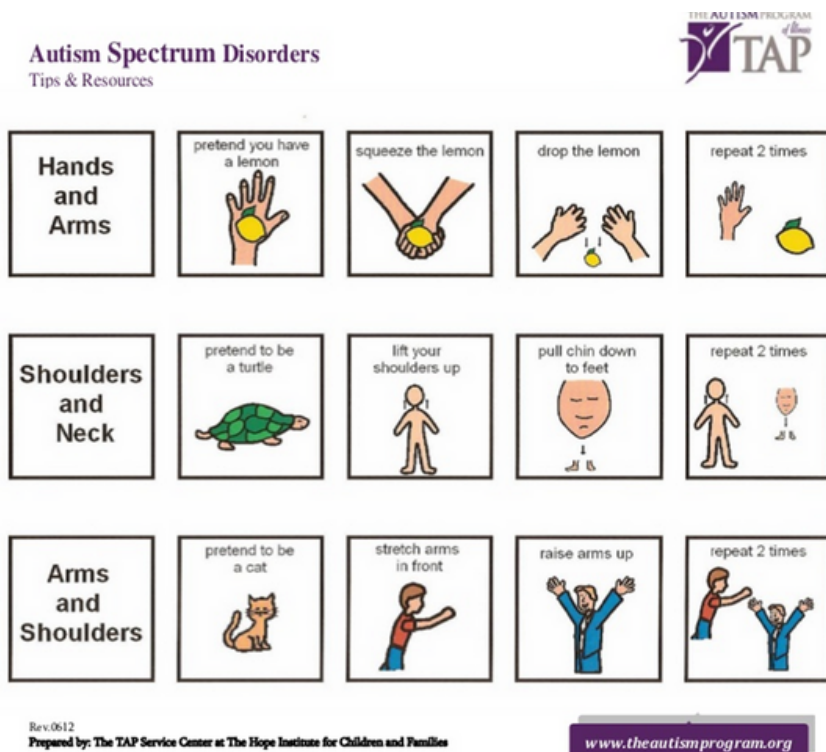 THE AUTISM PROGRAM
of Illinois
TAP
Autism Spectrum Disorders
Tips & Resources
Hands
and
Arms
pretend you have
a lemon
squeeze the lemon
drop the lemon
repeat 2 times
Shoulders
and
Neck
pretend to be
a turtle
lift your
shoulders up
pull chin down
to feet
repeat 2 times
Arms
and
Shoulders
pretend to be
a cat
stretch arms
in front
raise arms up
repeat 2 times
Rev.0612
Prepared by: The TAP Service Center at The Hope Institute for Children and Families
www.theautismprogram.org